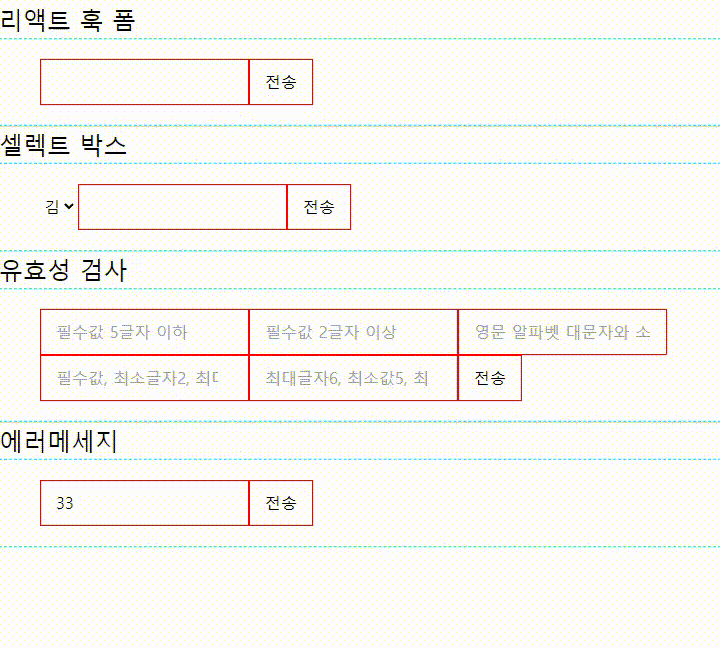 리액트 훅 폼
전송
셀렉트 박스
김 전송
유효성 검사
필수값 5글자 이하 필수값 2글자 이상 영문 알파벳 대문자와 소
필수값, 최소글자2, 최대 최대글자6, 최소값5, 최 전송
에러메세지
33 전송